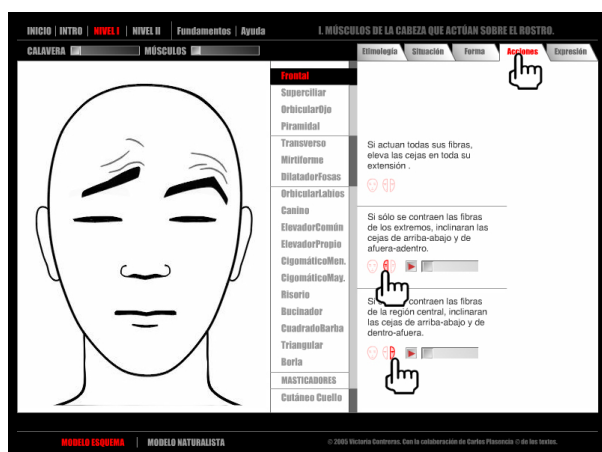 INICIO | INTRO | NIVEL I | NIVEL II | Fundamentos | Ayuda
I. MÚSCULOS DE LA CABEZA QUE ACTÚAN SOBRE EL ROSTRO.
CALAVERA MÚSCULOS
Etimología Situación Forma Acciones Expresión
Frontal
Superciliar
OrbicularOjo
Piramidal
Transverso
Mirtiforme
DilatadorFosas
OrbicularLabios
Canino
ElevadorComún
ElevadorPropio
CigomáticoMen.
CigomáticoMay.
Risorio
Bucinador
CuadradoBarba
Triangular
Borla
MASTICADORES
Cutáneo Cuello
Si actuan todas sus fibras,
eleva las cejas en toda su
extensión .
Si sólo se contraen las fibras
de los extremos, inclinaran las
cejas de arriba-abajo y de
afuera-adentro.
contraen las fibras
de la región central, inclinaran
las cejas de arriba-abajo y de
dentro-afuera.
MODELO ESQUEMA | MODELO NATURALISTA
© 2005 Victoria Contreras. Con la colaboración de Carlos Plasencia © de los textos.